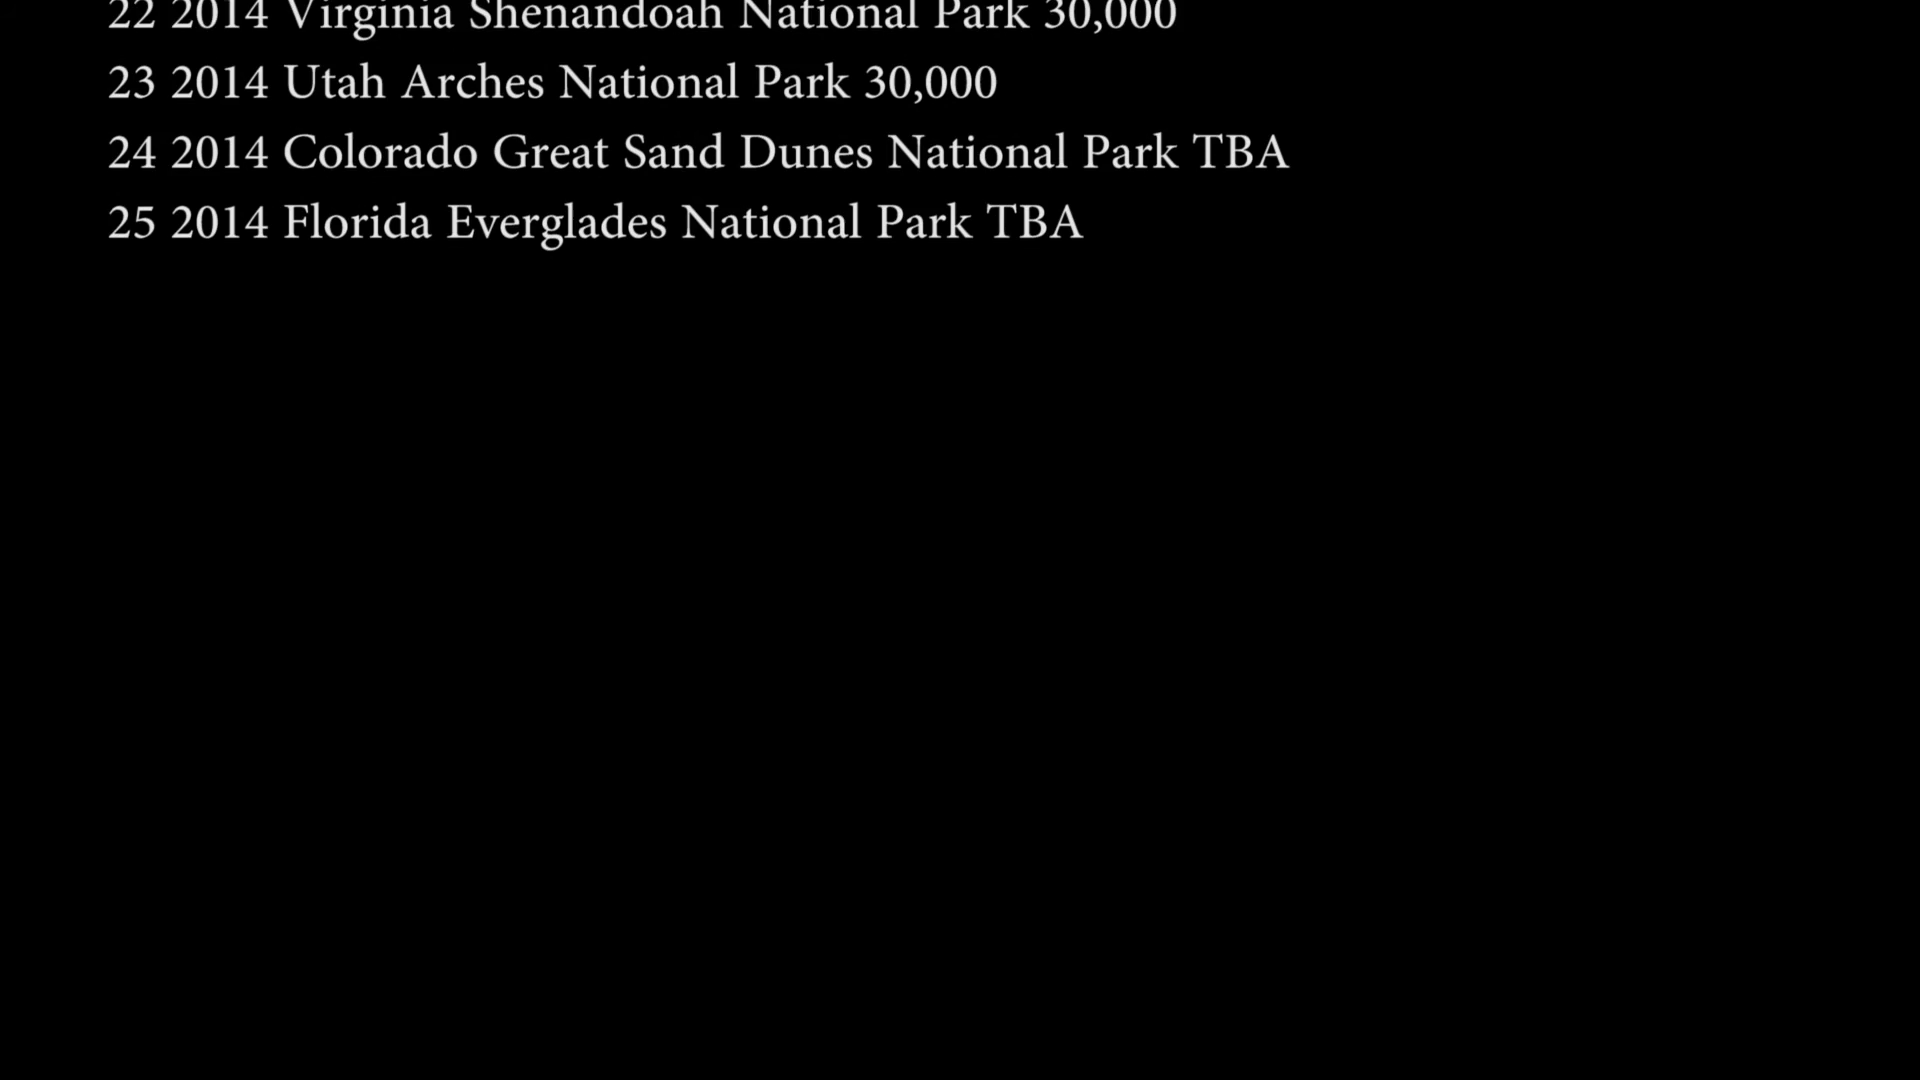 22 2014 Virginia Shenandoah National Park 30,000
23 2014 Utah Arches National Park 30,000
24 2014 Colorado Great Sand Dunes National Park TBA
25 2014 Florida Everglades National Park TBA